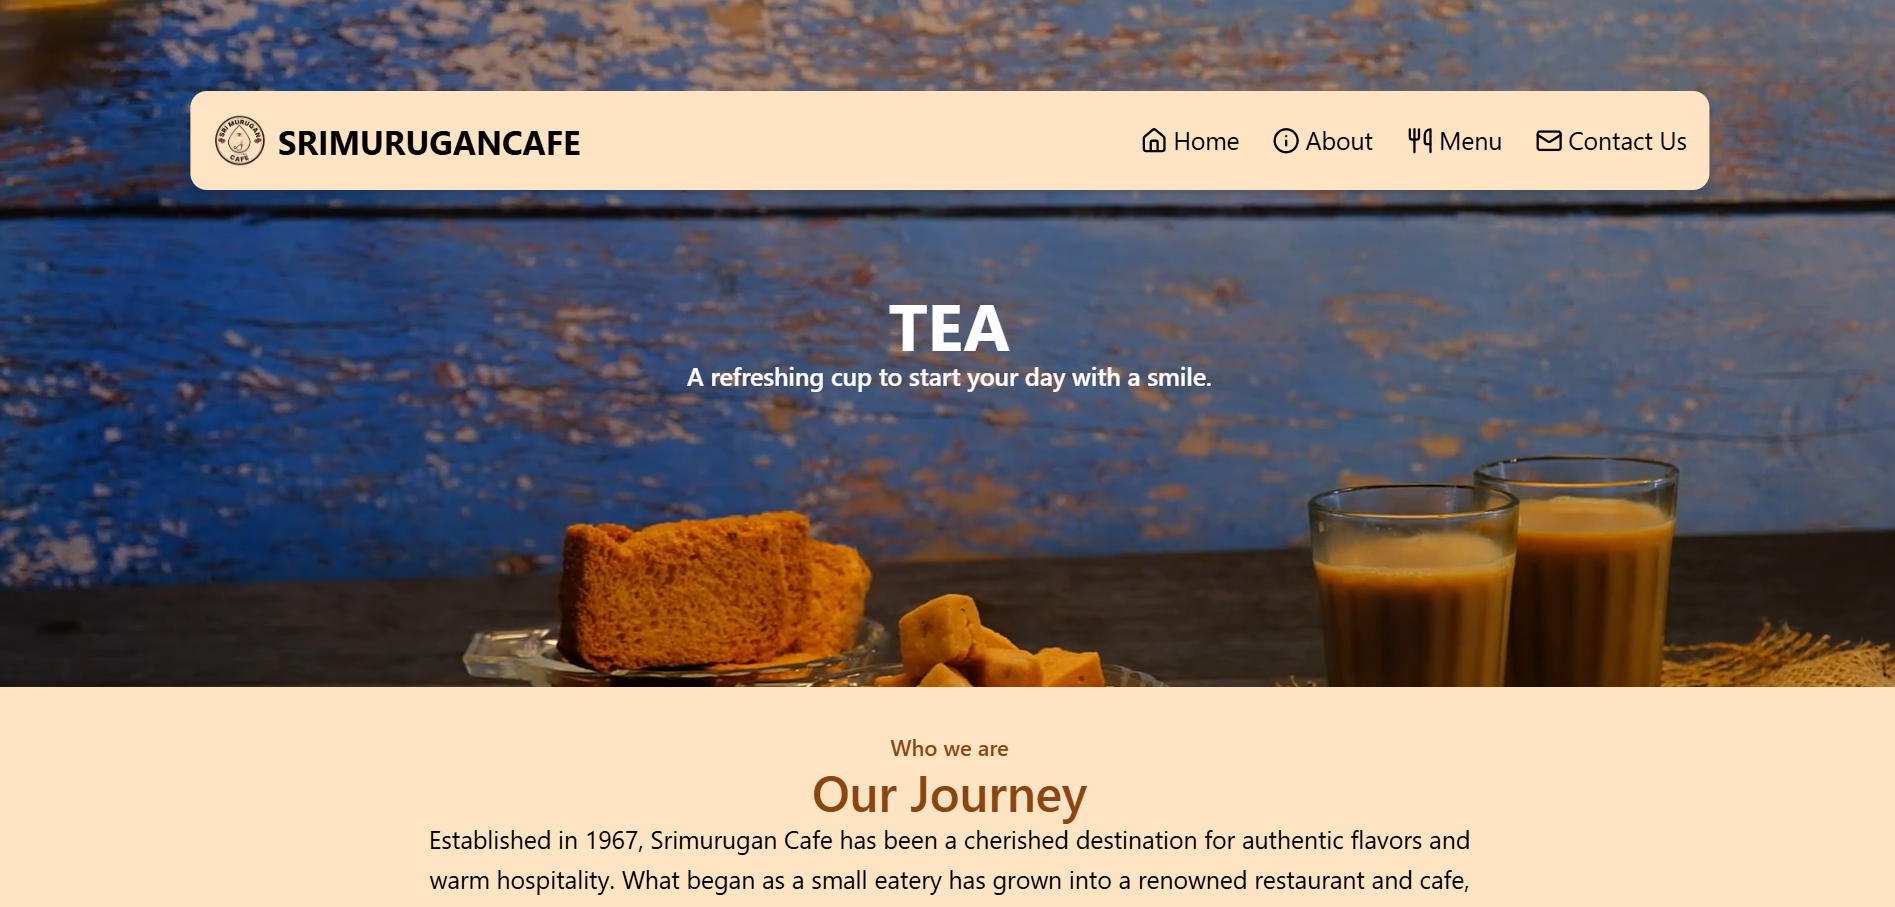 SRI MURUGAN
CAFE
SRIMURUGANCAFE
Home
About
Menu
Contact Us
TEA
A refreshing cup to start your day with a smile.
Who we are
Our Journey
Established in 1967, Srimurugan Cafe has been a cherished destination for authentic flavors and
warm hospitality. What began as a small eatery has grown into a renowned restaurant and cafe,